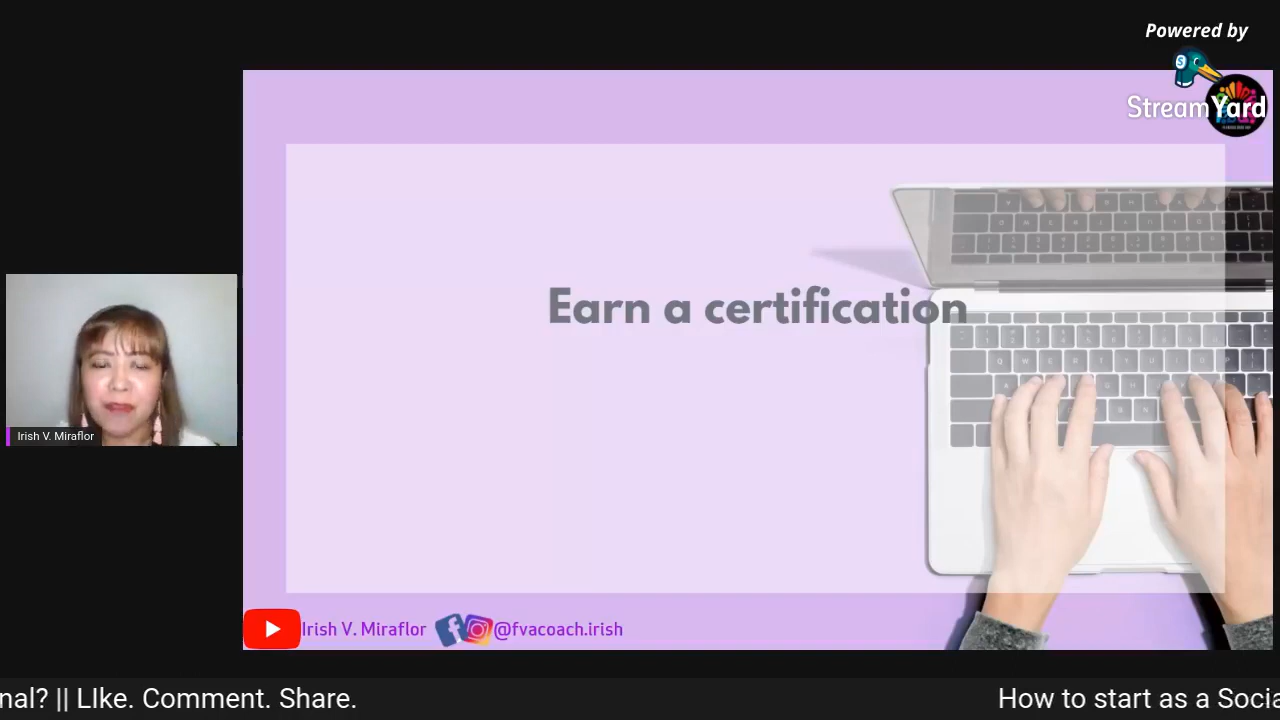 Powered by
StreamYard
Earn a certification
Irish V. Miraflor
Irish V. Miraflor
@fvacoach.irish
nal? || LIke. Comment. Share.
How to start as a Socia